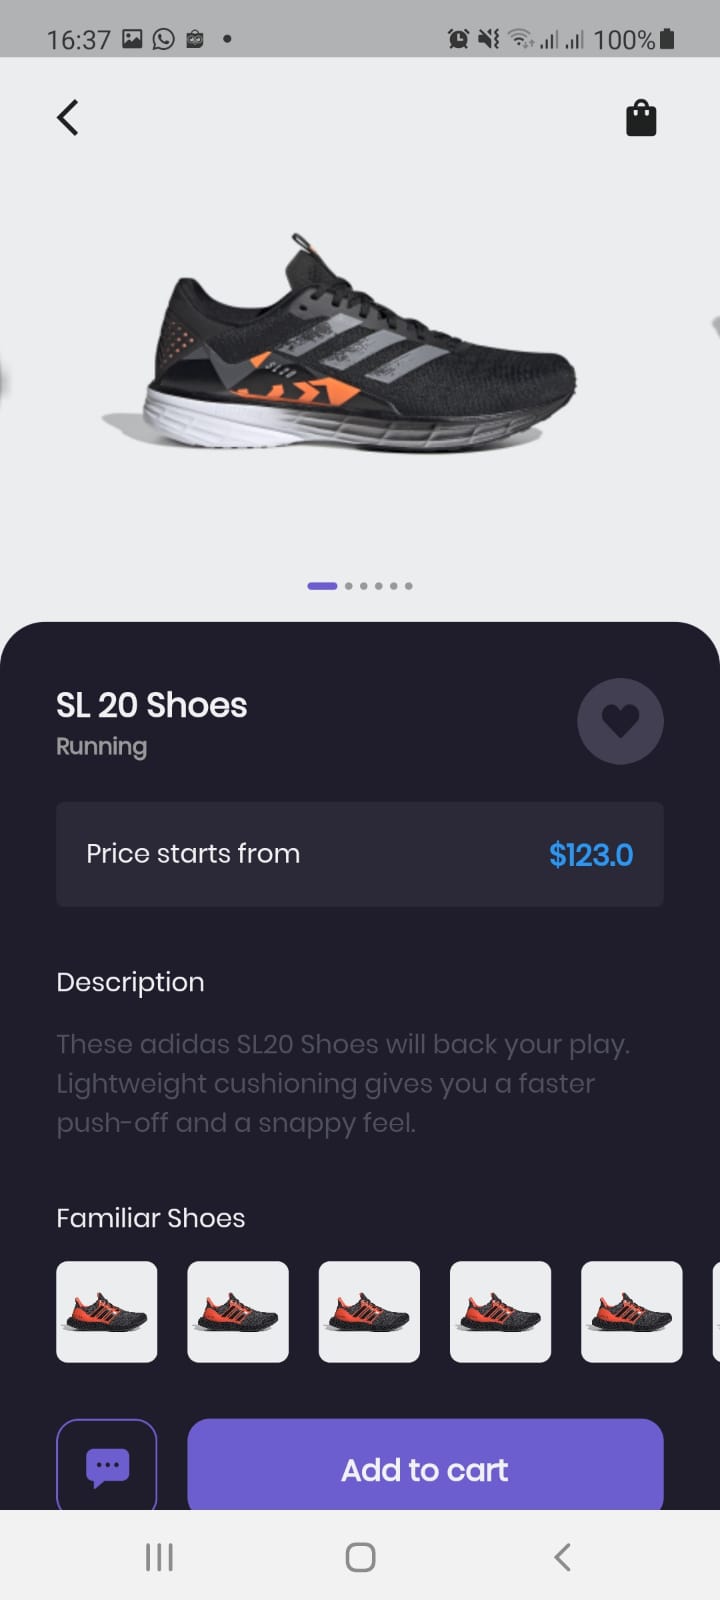 16:37
100%
SL20
SL 20 Shoes
Running
Price starts from
$123.0
Description
These adidas SL20 Shoes will back your play.
Lightweight cushioning gives you a faster
push-off and a snappy feel.
Familiar Shoes
Add to cart